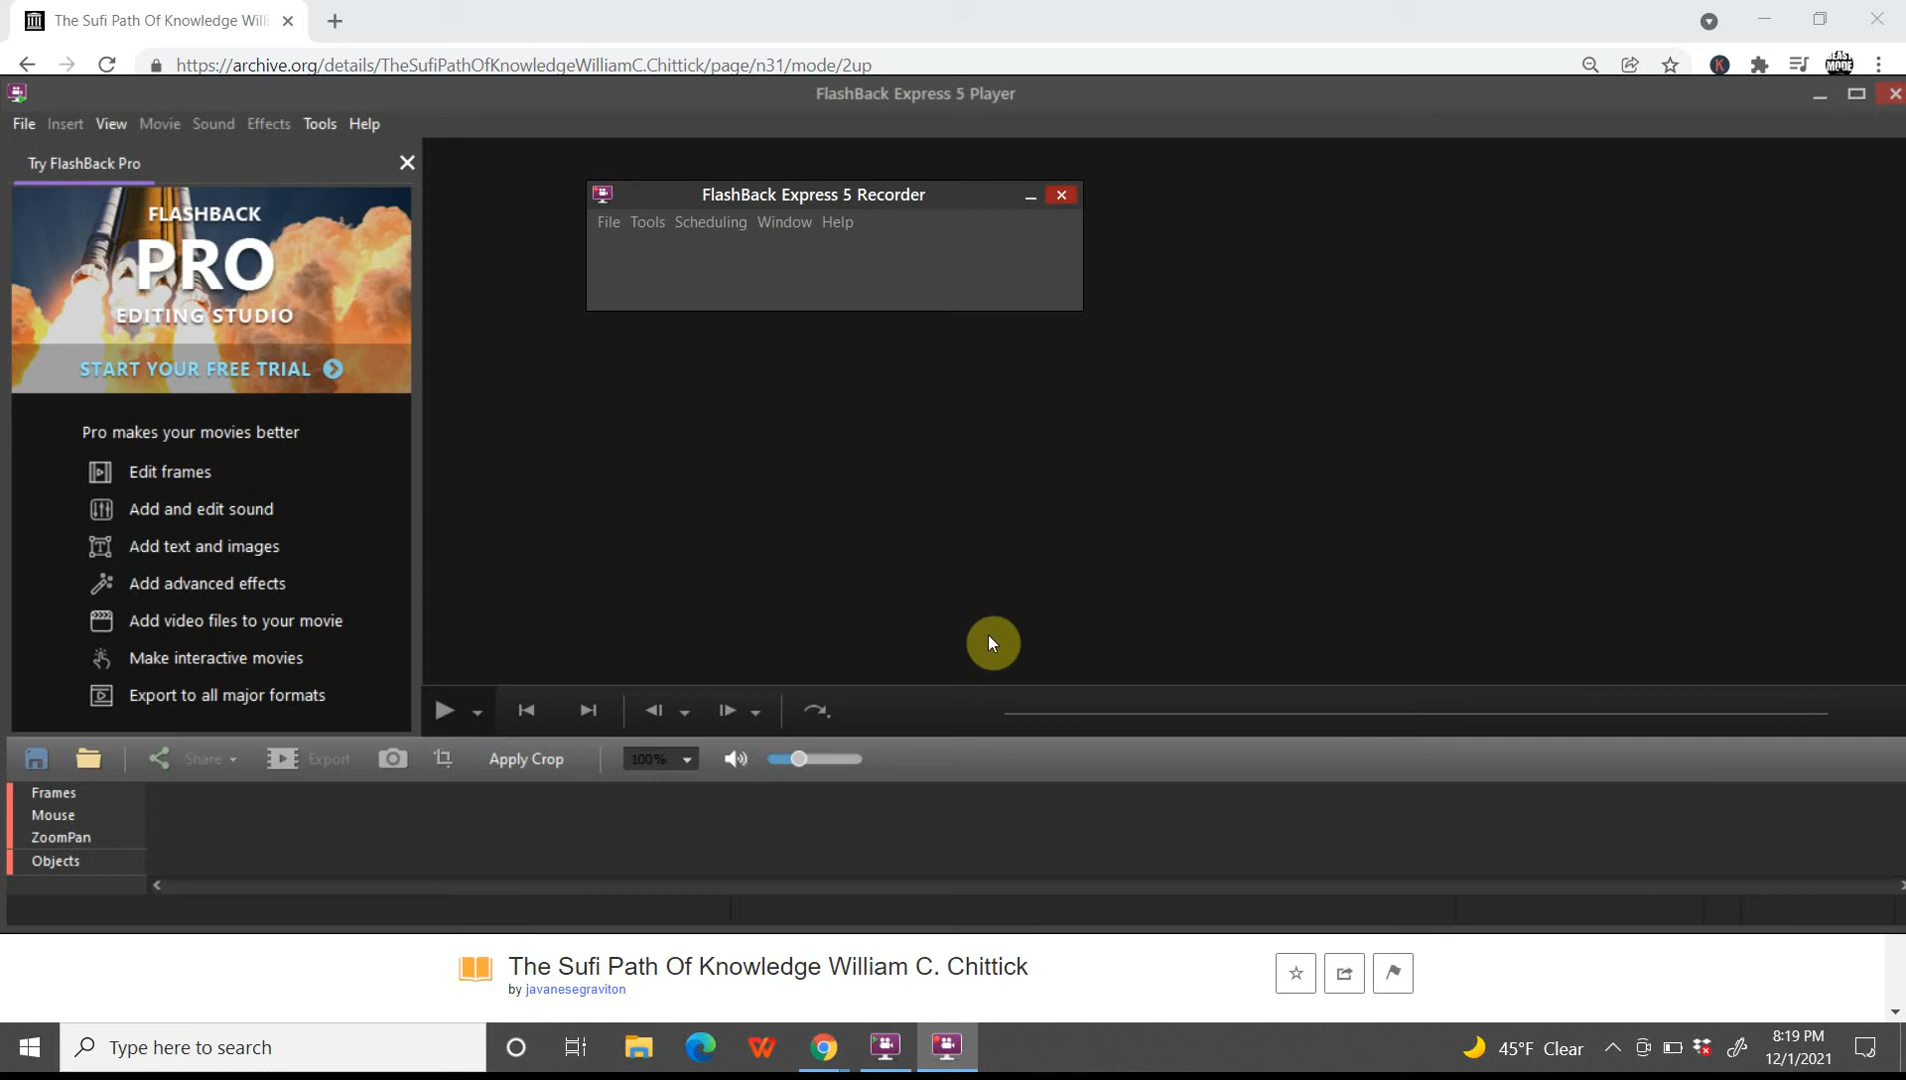 The Sufi Path Of Knowledge Willi
https://archive.org/details/TheSufiPathOfKnowledgeWilliamC.Chittick/page/n31/mode/2up
FlashBack Express 5 Player
File Insert View Movie Sound Effects Tools Help
Try FlashBack Pro
FLASHBACK
PRO
EDITING STUDIO
START YOUR FREE TRIAL
Pro makes your movies better
Edit frames
Add and edit sound
Add text and images
Add advanced effects
Add video files to your movie
Make interactive movies
Export to all major formats
FlashBack Express 5 Recorder
File Tools Scheduling Window Help
Share Export Apply Crop 100%
Frames
Mouse
ZoomPan
Objects
The Sufi Path Of Knowledge William C. Chittick
by javanesegraviton
Type here to search
45°F Clear
8:19 PM
12/1/2021